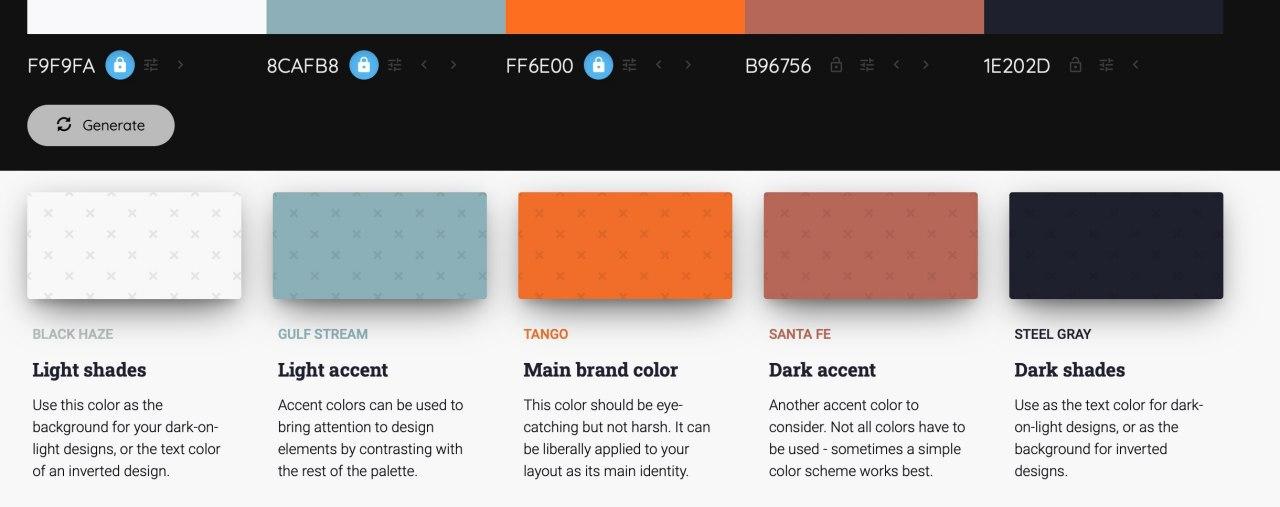 F9F9FA
8CAFB8
FF6E00
B96756
1E202D
Generate
BLACK HAZE
Light shades
Use this color as the
background for your dark-on-
light designs, or the text color
of an inverted design.
GULF STREAM
Light accent
Accent colors can be used to
bring attention to design
elements by contrasting with
the rest of the palette.
TANGO
Main brand color
This color should be eye-
catching but not harsh. It can
be liberally applied to your
layout as its main identity.
SANTA FE
Dark accent
Another accent color to
consider. Not all colors have to
be used - sometimes a simple
color scheme works best.
STEEL GRAY
Dark shades
Use as the text color for dark-
on-light designs, or as the
background for inverted
designs.